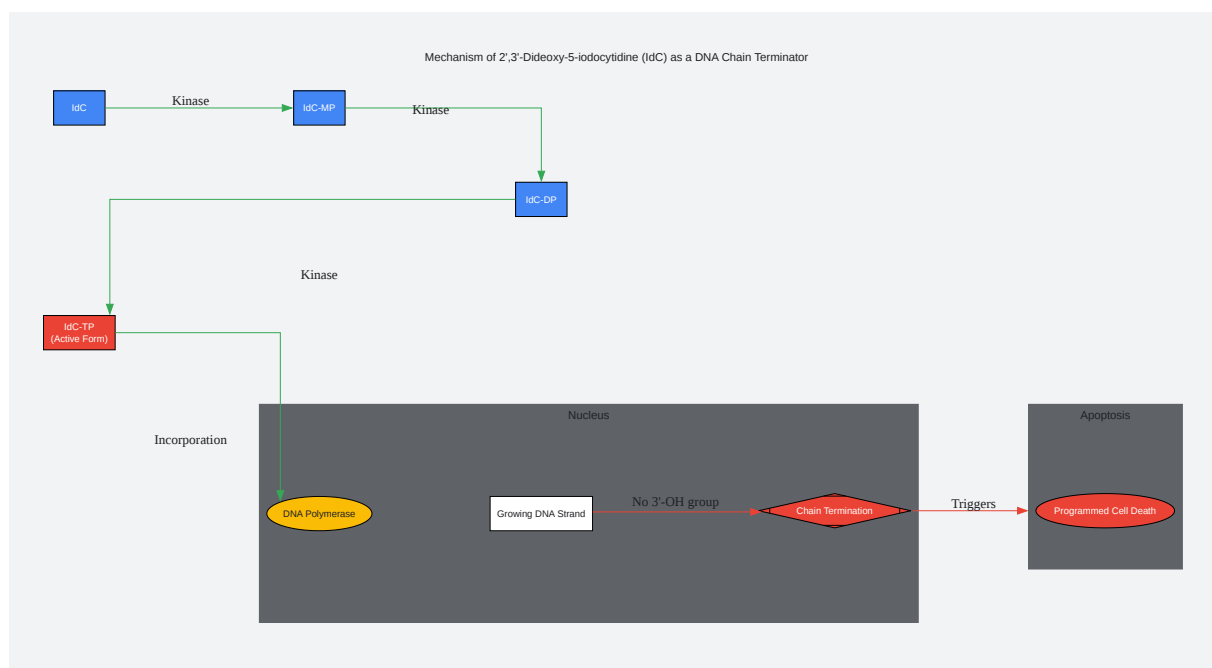 Mechanism of 2',3'-Dideoxy-5-iodocytidine (IdC) as a DNA Chain Terminator
IdC
Kinase
IdC-MP
Kinase
IdC-DP
Kinase
IdC-TP
(Active Form)
Incorporation
Nucleus
DNA Polymerase
Growing DNA Strand
No 3'-OH group
Chain Termination
Triggers
Apoptosis
Programmed Cell Death